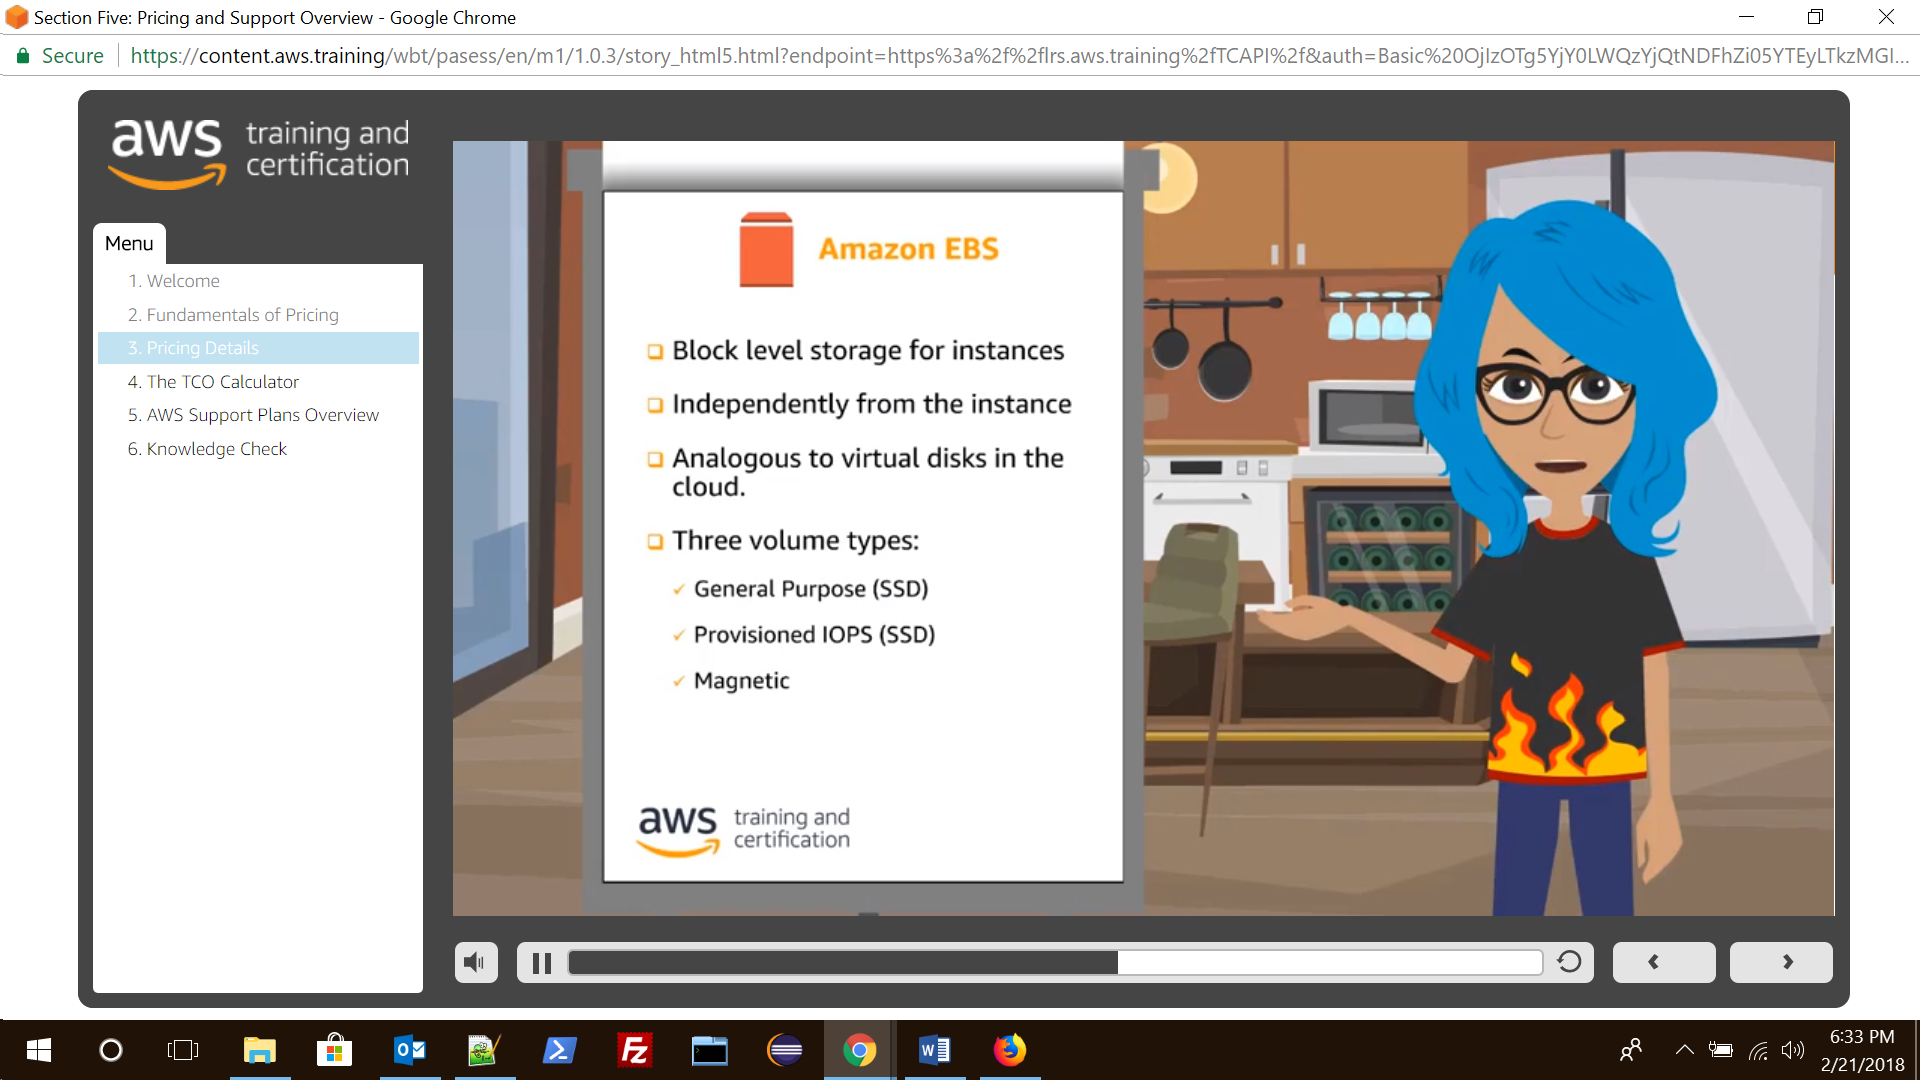 Section Five: Pricing and Support Overview - Google Chrome
Secure
https://content.aws.training/wbt/pasess/en/m1/1.0.3/story_html5.html?endpoint=https%3a%2f%2flrs.aws.training%2fTCAPI%2f&auth=Basic%20OjIzOTg5YjY0LWQzYjQtNDFhZi05YTEyLTkzMGI...
aws training and
certification
Menu
1. Welcome
2. Fundamentals of Pricing
3. Pricing Details
4. The TCO Calculator
5. AWS Support Plans Overview
6. Knowledge Check
Amazon EBS
Block level storage for instances
Independently from the instance
Analogous to virtual disks in the
cloud.
Three volume types:
General Purpose (SSD)
Provisioned IOPS (SSD)
Magnetic
aws training and
certification
6:33 PM
2/21/2018